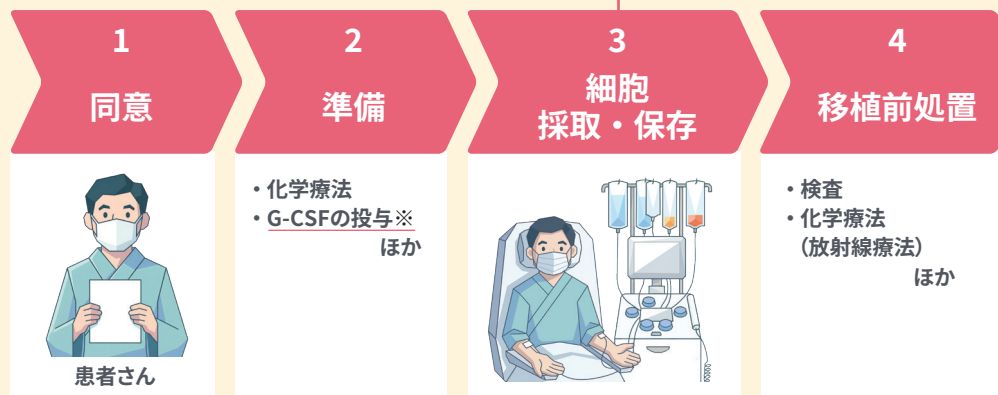 1
同意
患者さん
2
準備
・化学療法
・G-CSFの投与※
ほか
3
細胞
採取・保存
4
移植前処置
・検査
・化学療法
（放射線療法）
ほか